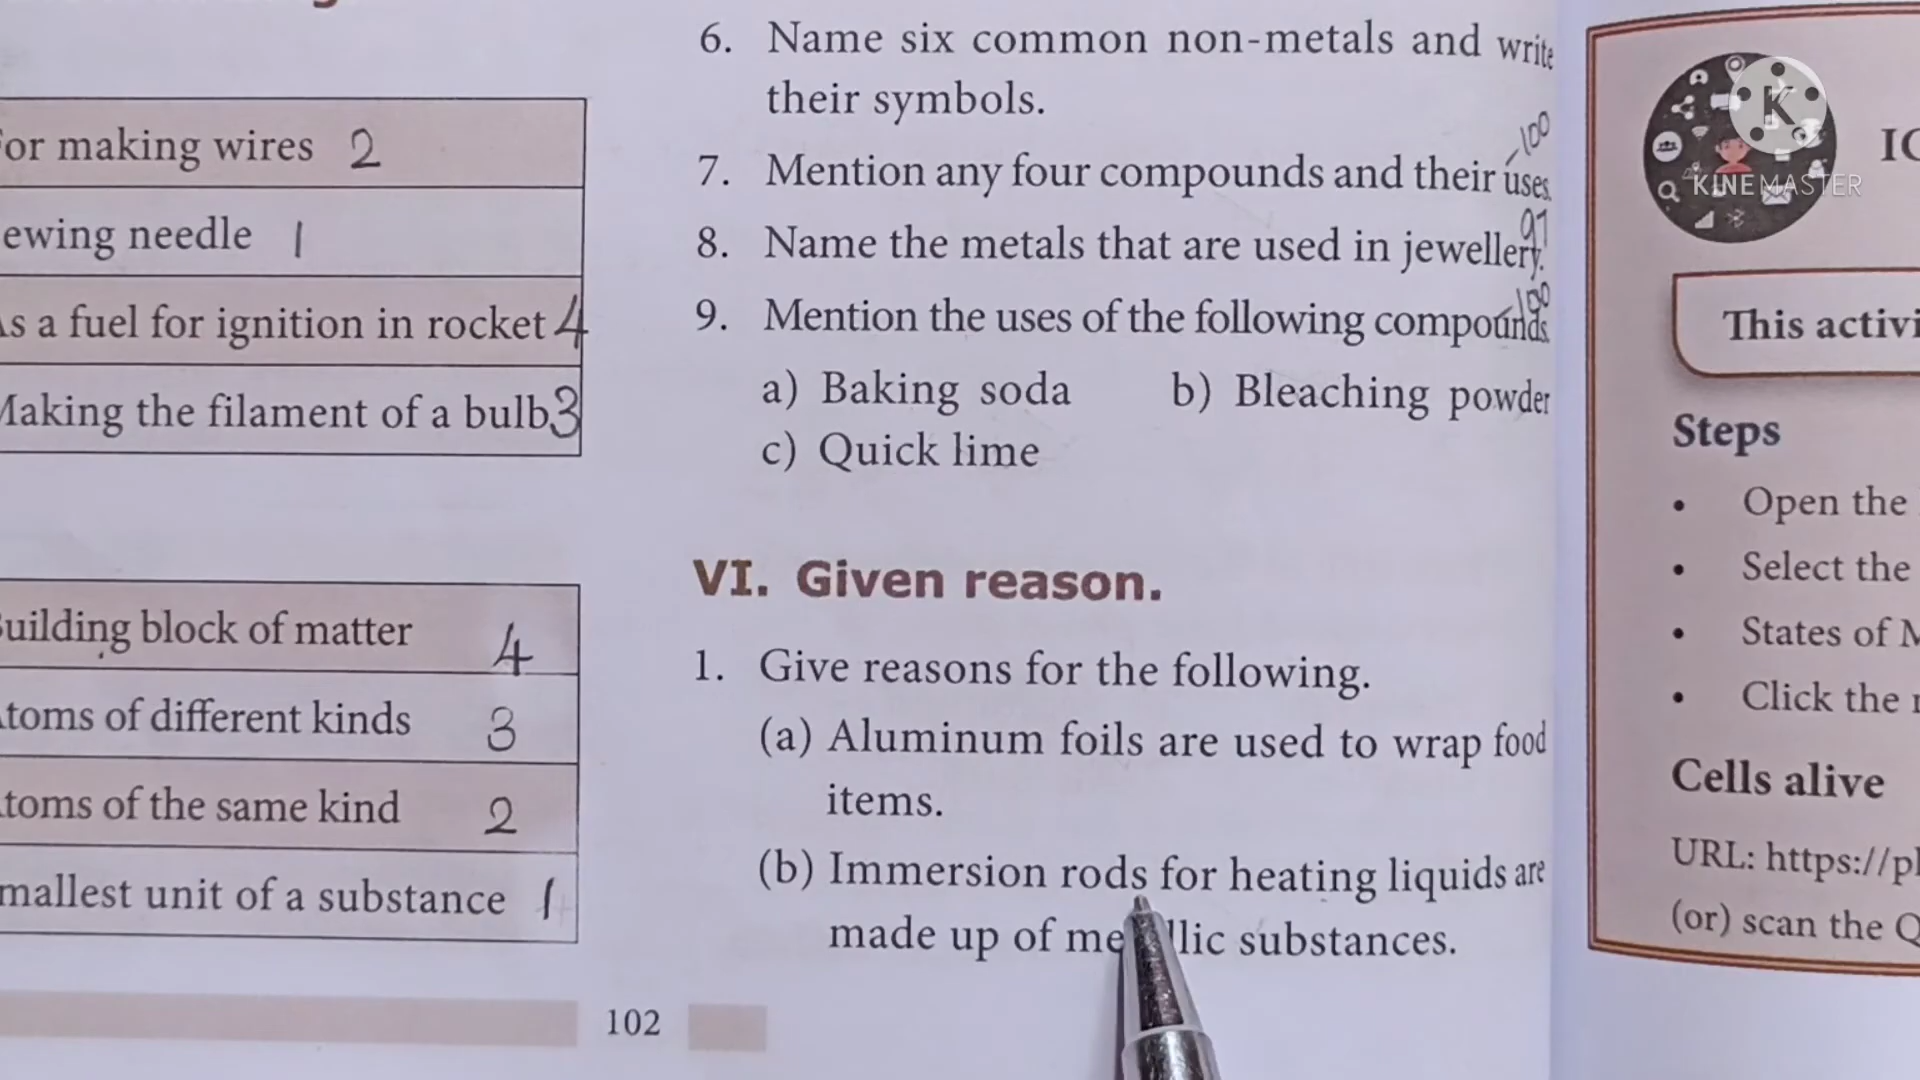 or making wires 2
ewing needle 1
s a fuel for ignition in rocket 4
Making the filament of a bulb 3
uilding block of matter 4
toms of different kinds 3
toms of the same kind 2
mallest unit of a substance 1
102
6. Name six common non-metals and write
their symbols.
100
7. Mention any four compounds and their uses.
97
8. Name the metals that are used in jewellery.
100
9. Mention the uses of the following compounds
a) Baking soda b) Bleaching powder
c) Quick lime
VI. Given reason.
1. Give reasons for the following.
(a) Aluminum foils are used to wrap food
items.
(b) Immersion rods for heating liquids are
made up of me llic substances.
K
KINEMASTER
IC
This activi
Steps
• Open the
• Select the
• States of M
• Click the
Cells alive
URL: https://pl
(or) scan the Q